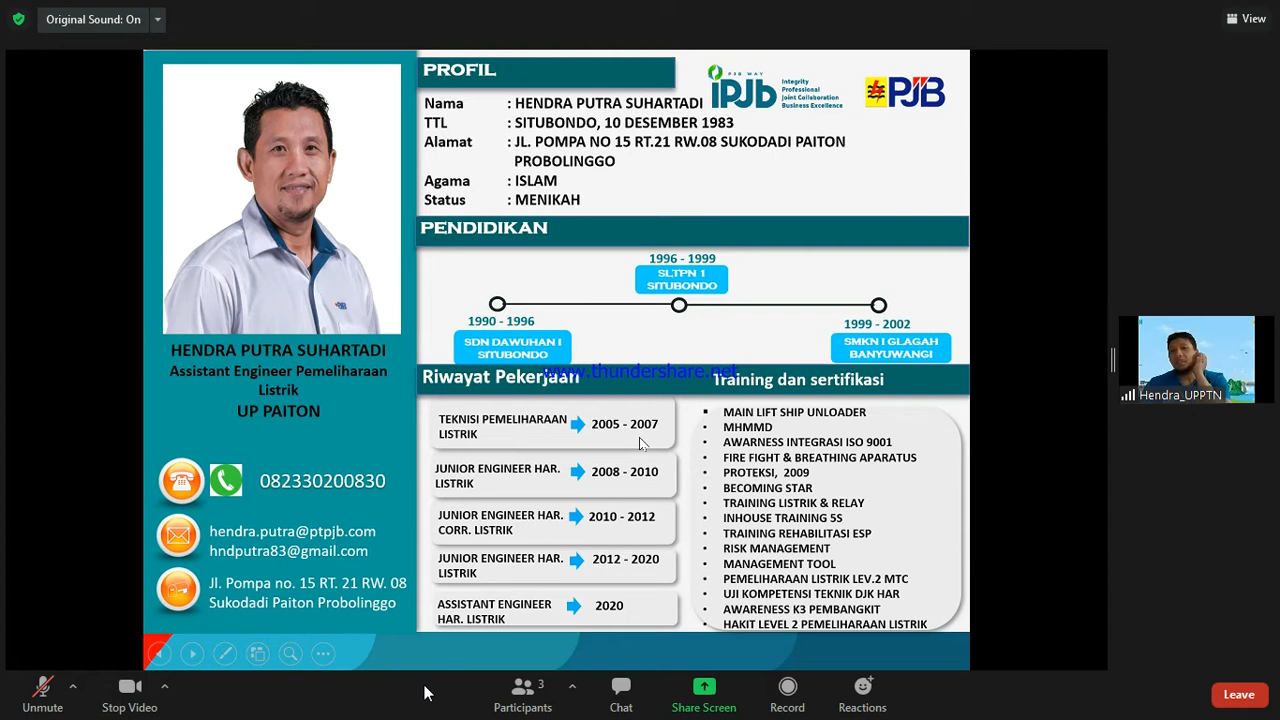 Original Sound: On
View
PROFIL
PJB WAY
iPJb
Integrity
Professional
Joint Collaboration
Business Excellence
PJB
Nama : HENDRA PUTRA SUHARTADI
TTL : SITUBONDO, 10 DESEMBER 1983
Alamat : JL. POMPA NO 15 RT.21 RW.08 SUKODADI PAITON
PROBOLINGGO
Agama : ISLAM
Status : MENIKAH
PENDIDIKAN
1996 - 1999
SLTPN 1
SITUBONDO
1990 - 1996
SDN DAWUHAN I
SITUBONDO
1999 - 2002
SMKN I GLAGAH
BANYUWANGI
HENDRA PUTRA SUHARTADI
Assistant Engineer Pemeliharaan
Listrik
UP PAITON
082330200830
hendra.putra@ptpjb.com
hndputra83@gmail.com
Jl. Pompa no. 15 RT. 21 RW. 08
Sukodadi Paiton Probolinggo
www.thundershare.net
Riwayat Pekerjaan
TEKNISI PEMELIHARAAN
LISTRIK
2005 - 2007
JUNIOR ENGINEER HAR.
LISTRIK
2008 - 2010
JUNIOR ENGINEER HAR.
CORR. LISTRIK
2010 - 2012
JUNIOR ENGINEER HAR.
LISTRIK
2012 - 2020
ASSISTANT ENGINEER
HAR. LISTRIK
2020
Training dan sertifikasi
MAIN LIFT SHIP UNLOADER
MHMMD
AWARNESS INTEGRASI ISO 9001
FIRE FIGHT & BREATHING APARATUS
PROTEKSI, 2009
BECOMING STAR
TRAINING LISTRIK & RELAY
INHOUSE TRAINING 5S
TRAINING REHABILITASI ESP
RISK MANAGEMENT
MANAGEMENT TOOL
PEMELIHARAAN LISTRIK LEV.2 MTC
UJI KOMPETENSI TEKNIK DJK HAR
AWARENESS K3 PEMBANGKIT
HAKIT LEVEL 2 PEMELIHARAAN LISTRIK
Hendra_UPPTN
Unmute
Stop Video
3
Participants
Chat
Share Screen
Record
Reactions
Leave